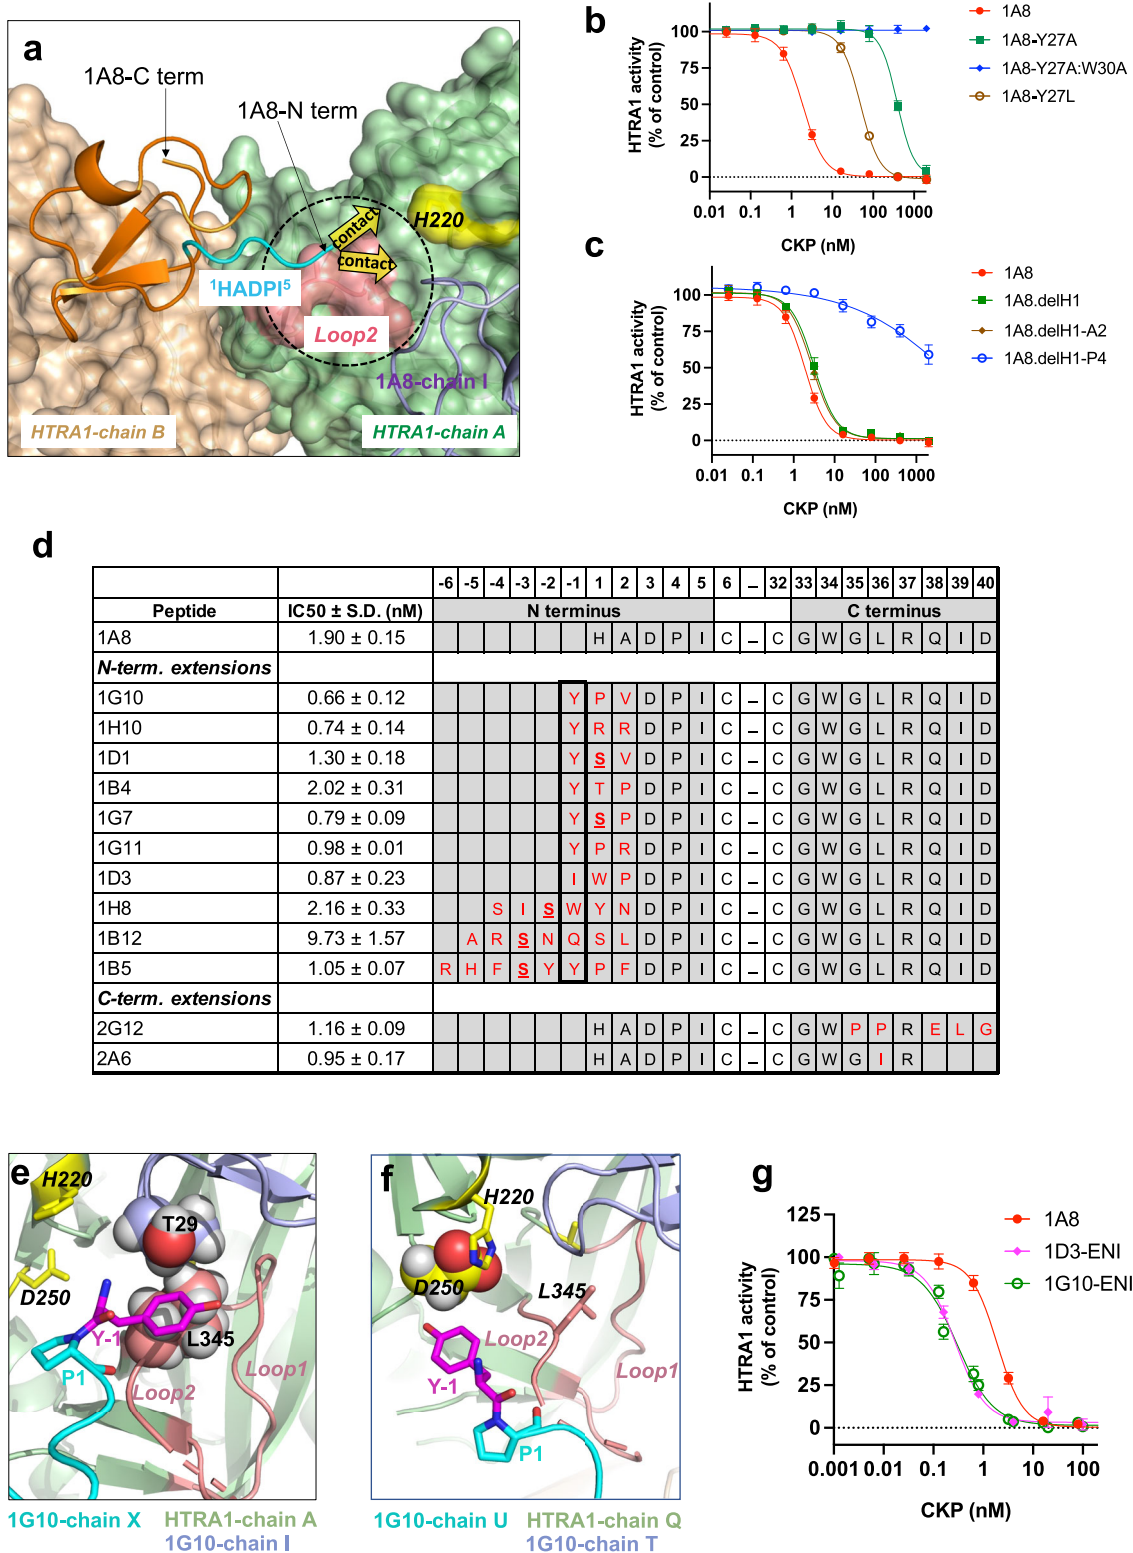 a
1A8-C term
1A8-N term
contact
contact
H220
¹HADPI⁵
Loop2
1A8-chain I
HTRA1-chain B
HTRA1-chain A
b
HTRA1 activity
(% of control)
100
75
50
25
0
0.01 0.1 1 10 100 1000
CKP (nM)
1A8
1A8-Y27A
1A8-Y27A:W30A
1A8-Y27L
c
HTRA1 activity
(% of control)
100
75
50
25
0
0.01 0.1 1 10 100 1000
CKP (nM)
1A8
1A8.delH1
1A8.delH1-A2
1A8.delH1-P4
d
-6 -5 -4 -3 -2 -1 1 2 3 4 5 6 – 32 33 34 35 36 37 38 39 40
Peptide IC50 ± S.D. (nM) N terminus C terminus
1A8 1.90 ± 0.15 H A D P I C – C G W G L R Q I D
N-term. extensions
1G10 0.66 ± 0.12 Y P V D P I C – C G W G L R Q I D
1H10 0.74 ± 0.14 Y R R D P I C – C G W G L R Q I D
1D1 1.30 ± 0.18 Y S V D P I C – C G W G L R Q I D
1B4 2.02 ± 0.31 Y T P D P I C – C G W G L R Q I D
1G7 0.79 ± 0.09 Y S P D P I C – C G W G L R Q I D
1G11 0.98 ± 0.01 Y P R D P I C – C G W G L R Q I D
1D3 0.87 ± 0.23 I W P D P I C – C G W G L R Q I D
1H8 2.16 ± 0.33 S I S W Y N D P I C – C G W G L R Q I D
1B12 9.73 ± 1.57 A R S N Q S L D P I C – C G W G L R Q I D
1B5 1.05 ± 0.07 R H F S Y Y P F D P I C – C G W G L R Q I D
C-term. extensions
2G12 1.16 ± 0.09 H A D P I C – C G W P P R E L G
2A6 0.95 ± 0.17 H A D P I C – C G W G I R
e
H220
T29
D250
Y-1
L345
P1
Loop2
Loop1
1G10-chain X HTRA1-chain A
1G10-chain I
f
H220
D250
L345
Loop2
Loop1
Y-1
P1
1G10-chain U HTRA1-chain Q
1G10-chain T
g
HTRA1 activity
(% of control)
125
100
75
50
25
0
0.001 0.01 0.1 1 10 100
CKP (nM)
1A8
1D3-ENI
1G10-ENI